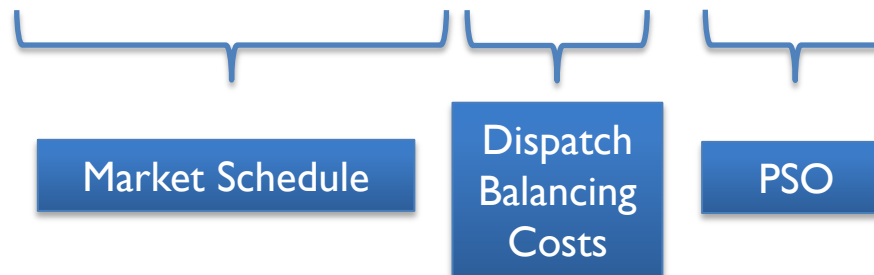 Market Schedule
Dispatch
Balancing
Costs
PSO